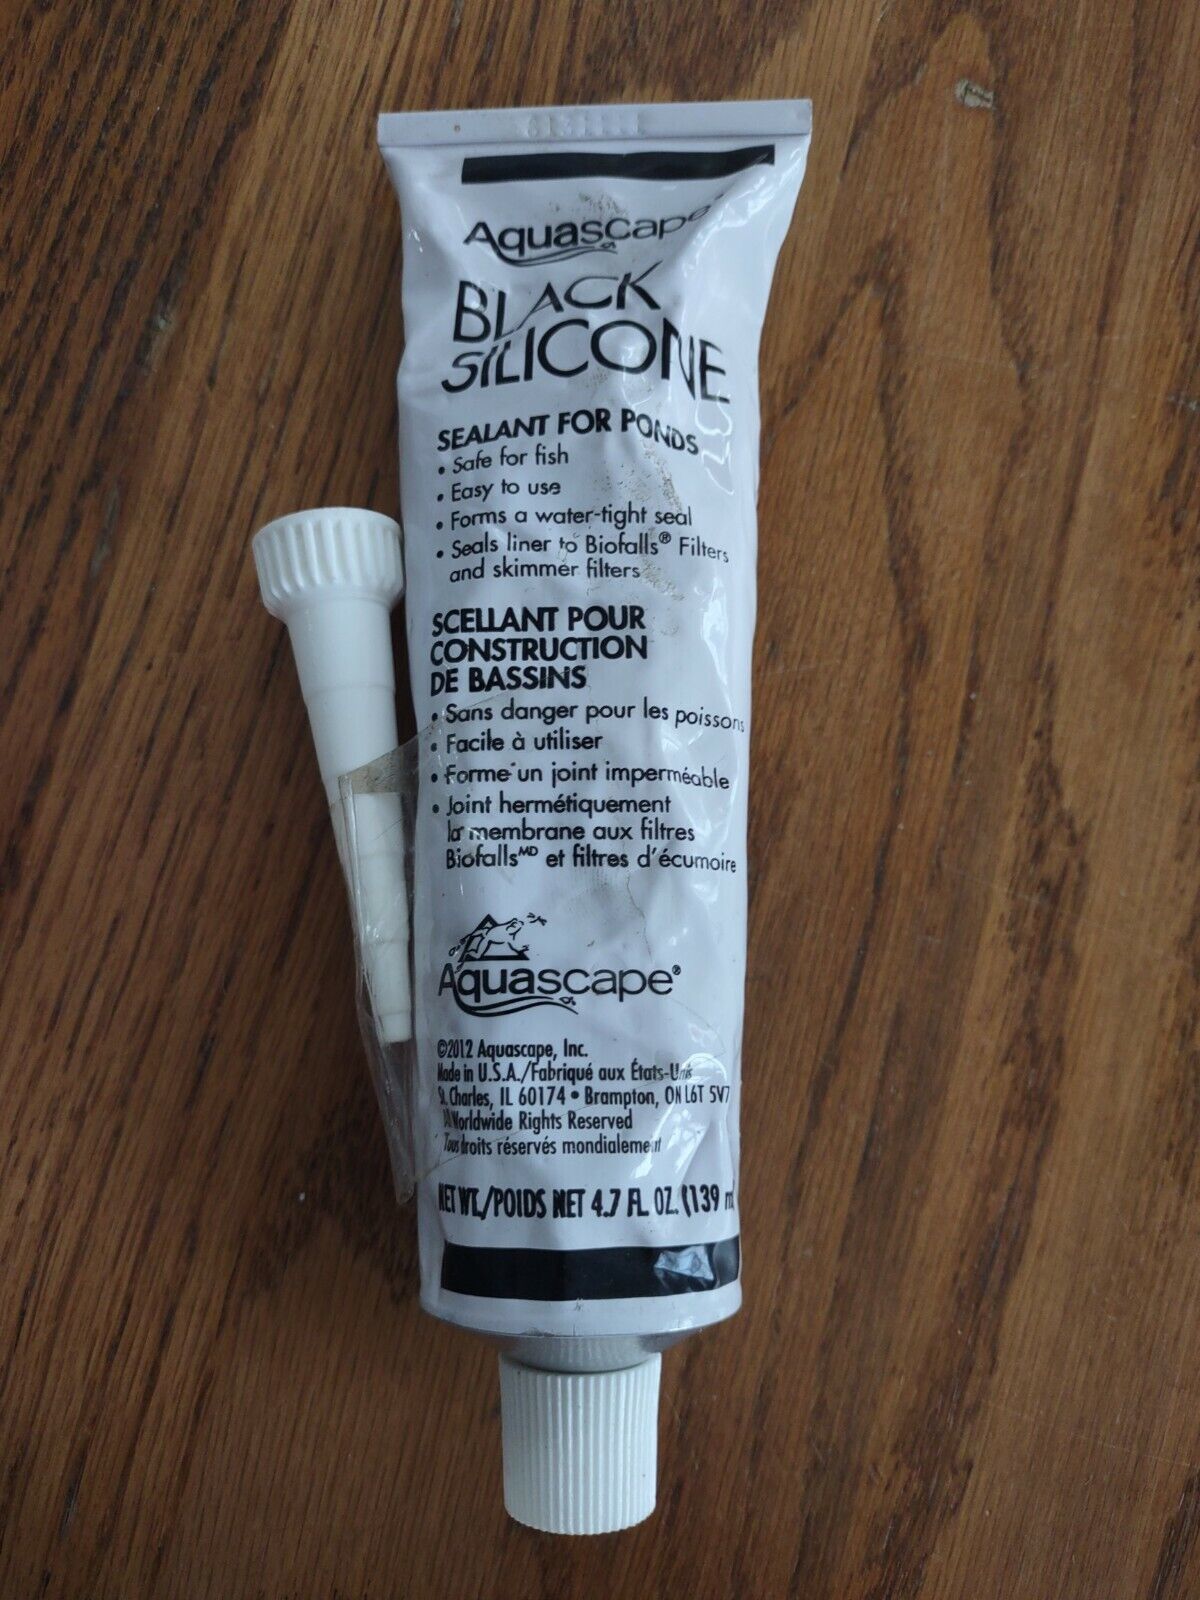 Aquascape
BLACK
SILICONE
SEALANT FOR PONDS
• Safe for fish
• Easy to use
• Forms a water-tight seal
• Seals liner to Biofalls® Filters
and skimmer filters
SCELLANT POUR
CONSTRUCTION
DE BASSINS
• Sans danger pour les poissons
• Facile à utiliser
• Forme un joint imperméable
• Joint hermétiquement
la membrane aux filtres
Biofallsᴹᴰ et filtres d'écumoire
Aquascape®
©2012 Aquascape, Inc.
Made in U.S.A./Fabriqué aux États-Unis
St. Charles, IL 60174 • Brampton, ON L6T 5V7
All Worldwide Rights Reserved
Tous droits réservés mondialement
NET WT./POIDS NET 4.7 FL. OZ. (139 m